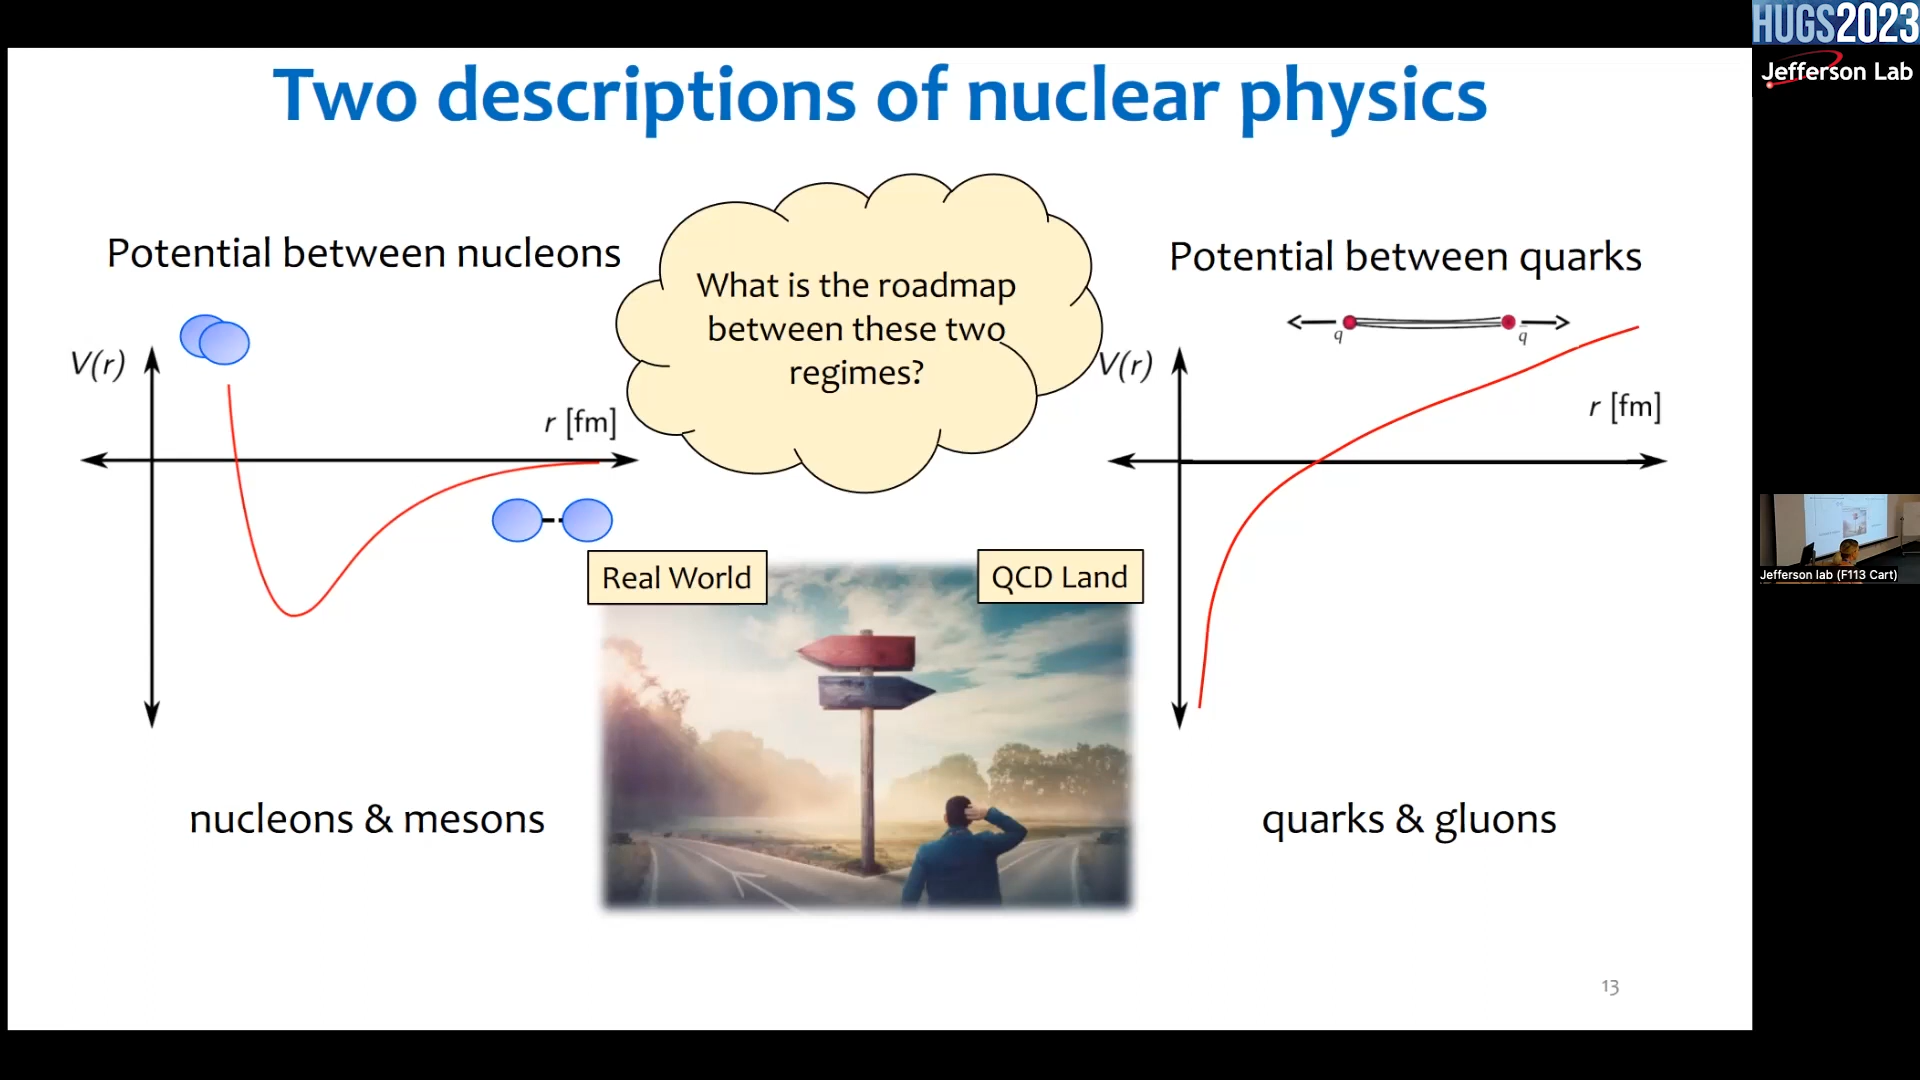 HUGS2023
Jefferson Lab
Two descriptions of nuclear physics
Potential between nucleons
What is the roadmap
between these two
regimes?
Potential between quarks
V(r)
r [fm]
V(r)
r [fm]
q
q̅
Real World
QCD Land
nucleons & mesons
quarks & gluons
13
Jefferson lab (F113 Cart)